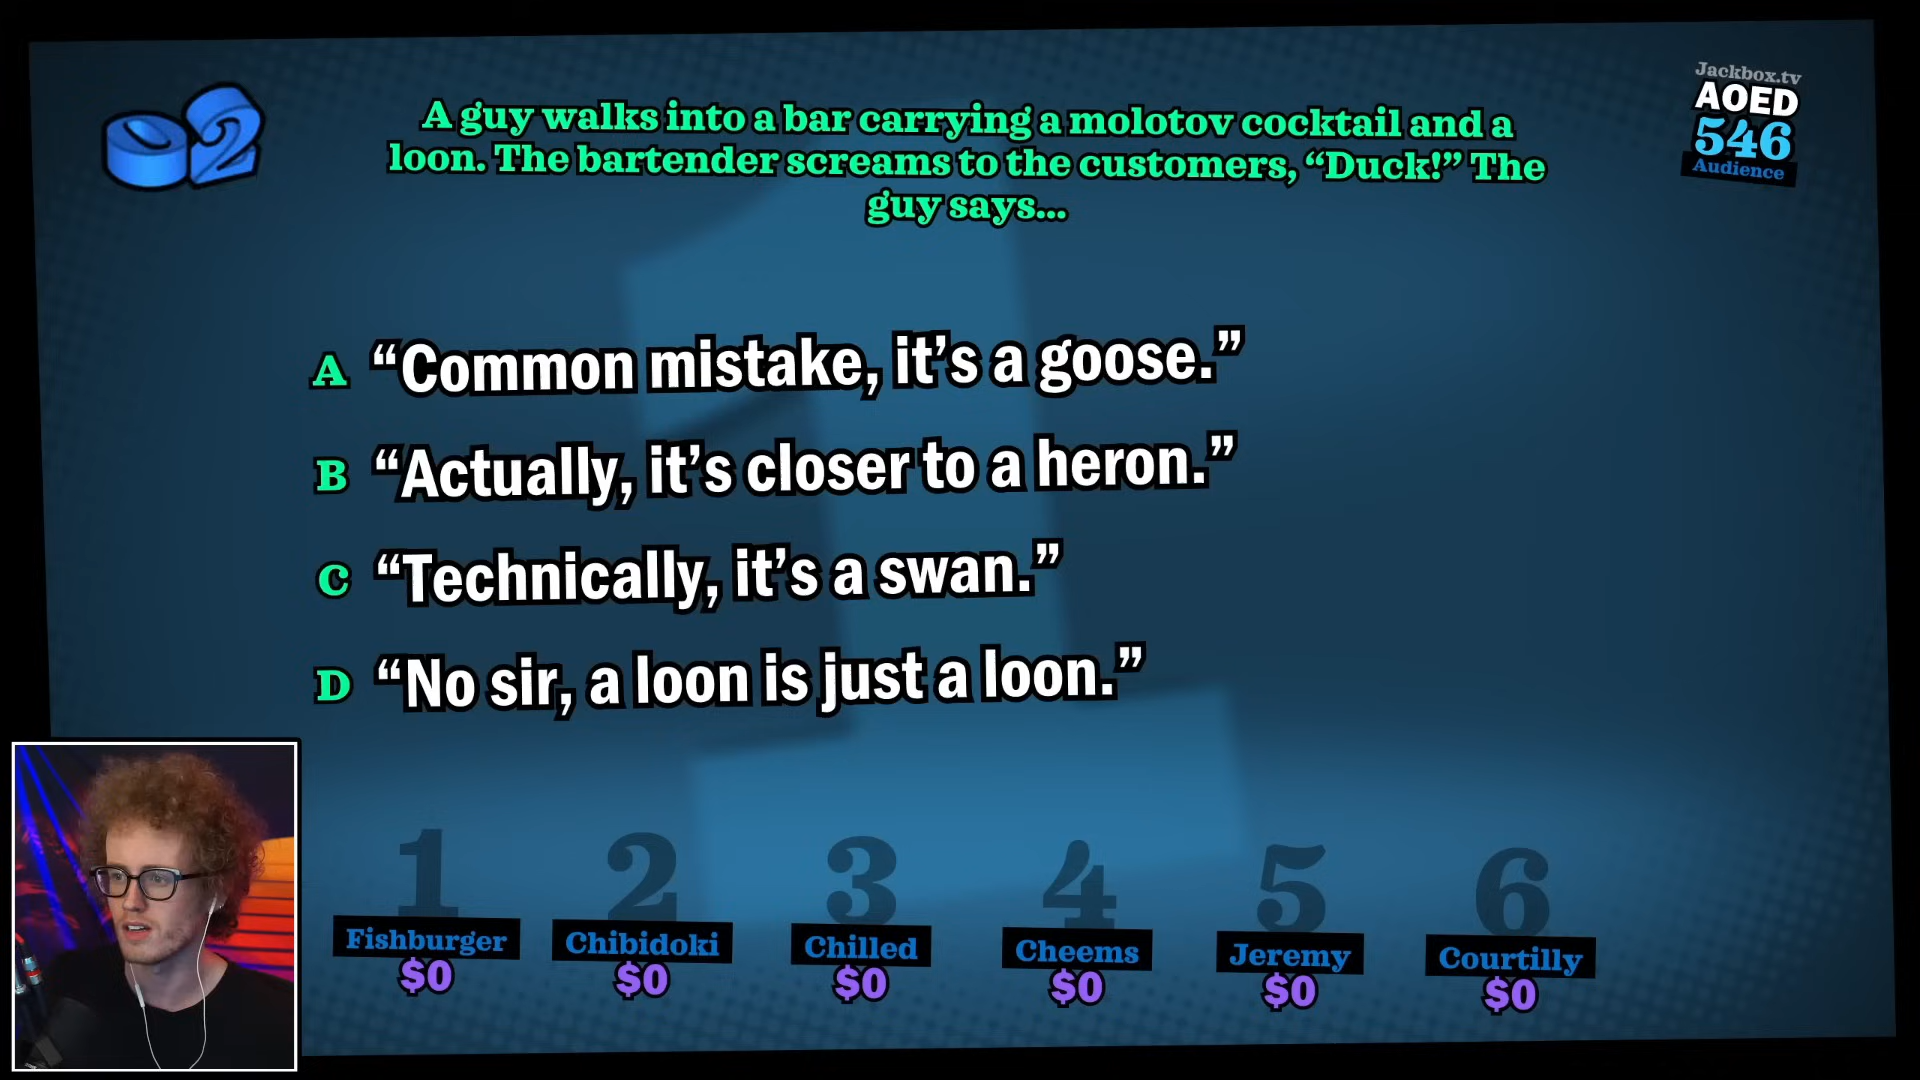 02
A guy walks into a bar carrying a molotov cocktail and a
loon. The bartender screams to the customers, “Duck!” The
guy says...
Jackbox.tv
AOED
546
Audience
A “Common mistake, it’s a goose.”
B “Actually, it’s closer to a heron.”
C “Technically, it’s a swan.”
D “No sir, a loon is just a loon.”
1 2 3 4 5 6
Fishburger Chibidoki Chilled Cheems Jeremy Courtilly
$0 $0 $0 $0 $0 $0